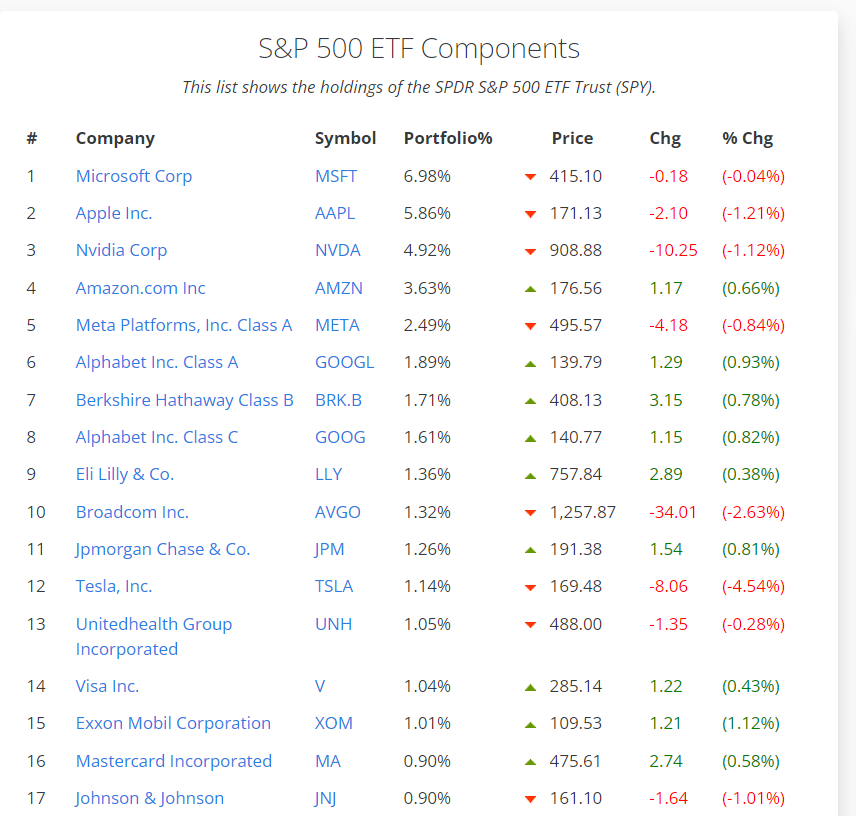 S&P 500 ETF Components
This list shows the holdings of the SPDR S&P 500 ETF Trust (SPY).
# Company Symbol Portfolio% Price Chg % Chg
1 Microsoft Corp MSFT 6.98% 415.10 -0.18 (-0.04%)
2 Apple Inc. AAPL 5.86% 171.13 -2.10 (-1.21%)
3 Nvidia Corp NVDA 4.92% 908.88 -10.25 (-1.12%)
4 Amazon.com Inc AMZN 3.63% 176.56 1.17 (0.66%)
5 Meta Platforms, Inc. Class A META 2.49% 495.57 -4.18 (-0.84%)
6 Alphabet Inc. Class A GOOGL 1.89% 139.79 1.29 (0.93%)
7 Berkshire Hathaway Class B BRK.B 1.71% 408.13 3.15 (0.78%)
8 Alphabet Inc. Class C GOOG 1.61% 140.77 1.15 (0.82%)
9 Eli Lilly & Co. LLY 1.36% 757.84 2.89 (0.38%)
10 Broadcom Inc. AVGO 1.32% 1,257.87 -34.01 (-2.63%)
11 Jpmorgan Chase & Co. JPM 1.26% 191.38 1.54 (0.81%)
12 Tesla, Inc. TSLA 1.14% 169.48 -8.06 (-4.54%)
13 Unitedhealth Group UNH 1.05% 488.00 -1.35 (-0.28%)
Incorporated
14 Visa Inc. V 1.04% 285.14 1.22 (0.43%)
15 Exxon Mobil Corporation XOM 1.01% 109.53 1.21 (1.12%)
16 Mastercard Incorporated MA 0.90% 475.61 2.74 (0.58%)
17 Johnson & Johnson JNJ 0.90% 161.10 -1.64 (-1.01%)